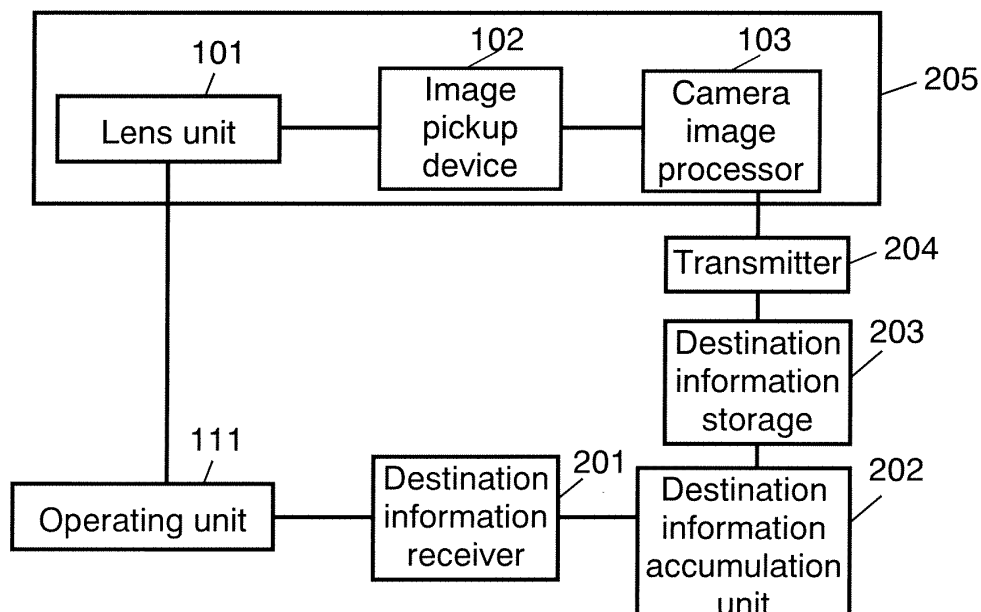 101
102
103
205
Lens unit
Image
pickup
device
Camera
image
processor
Transmitter
204
203
Destination
information
storage
111
Operating unit
201
Destination
information
receiver
202
Destination
information
accumulation
unit